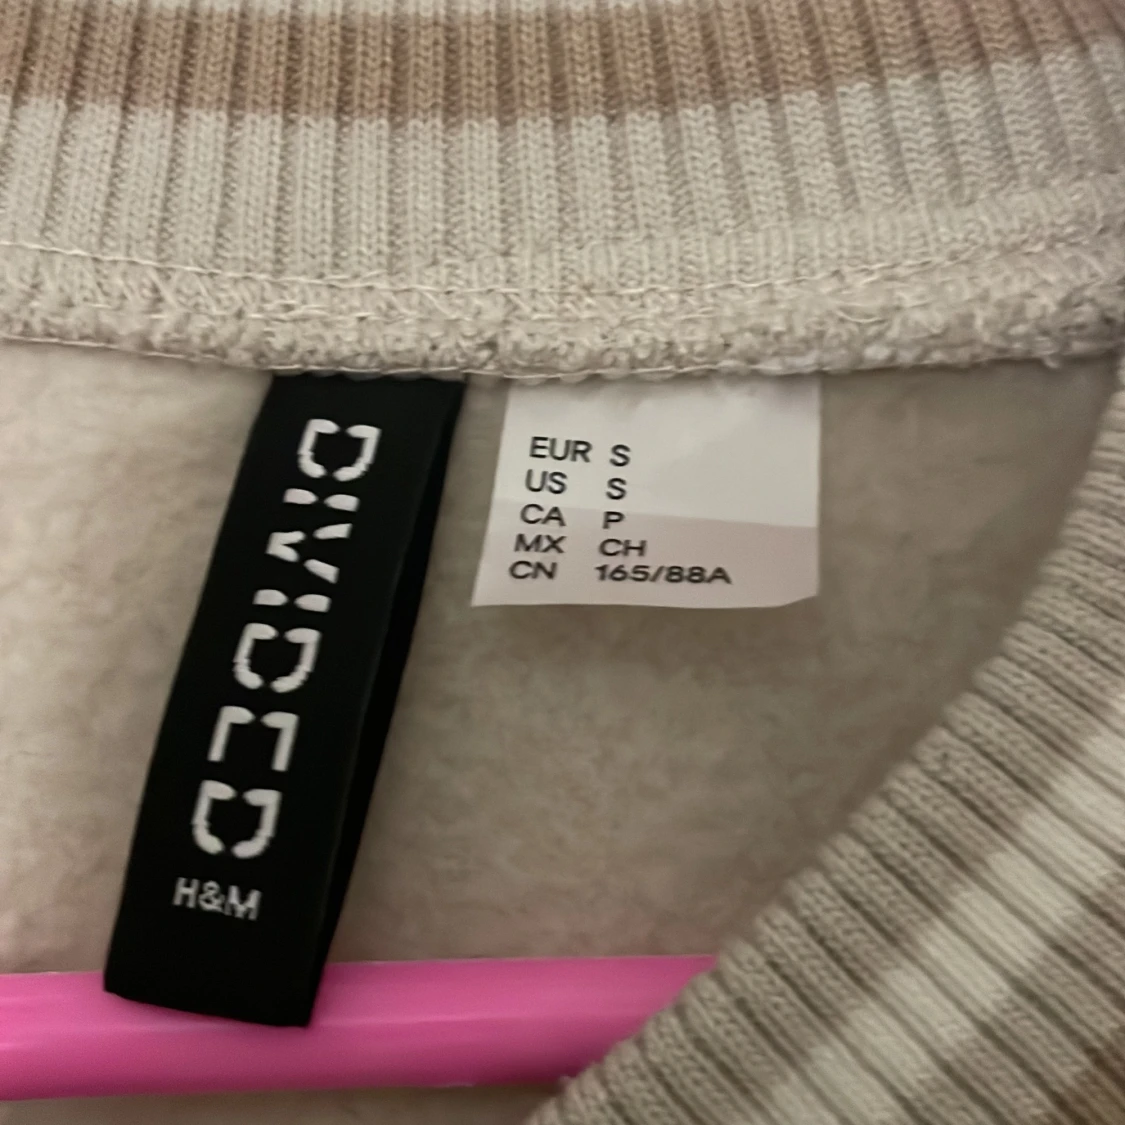 DIVIDED
H&M
EUR S
US S
CA P
MX CH
CN 165/88A